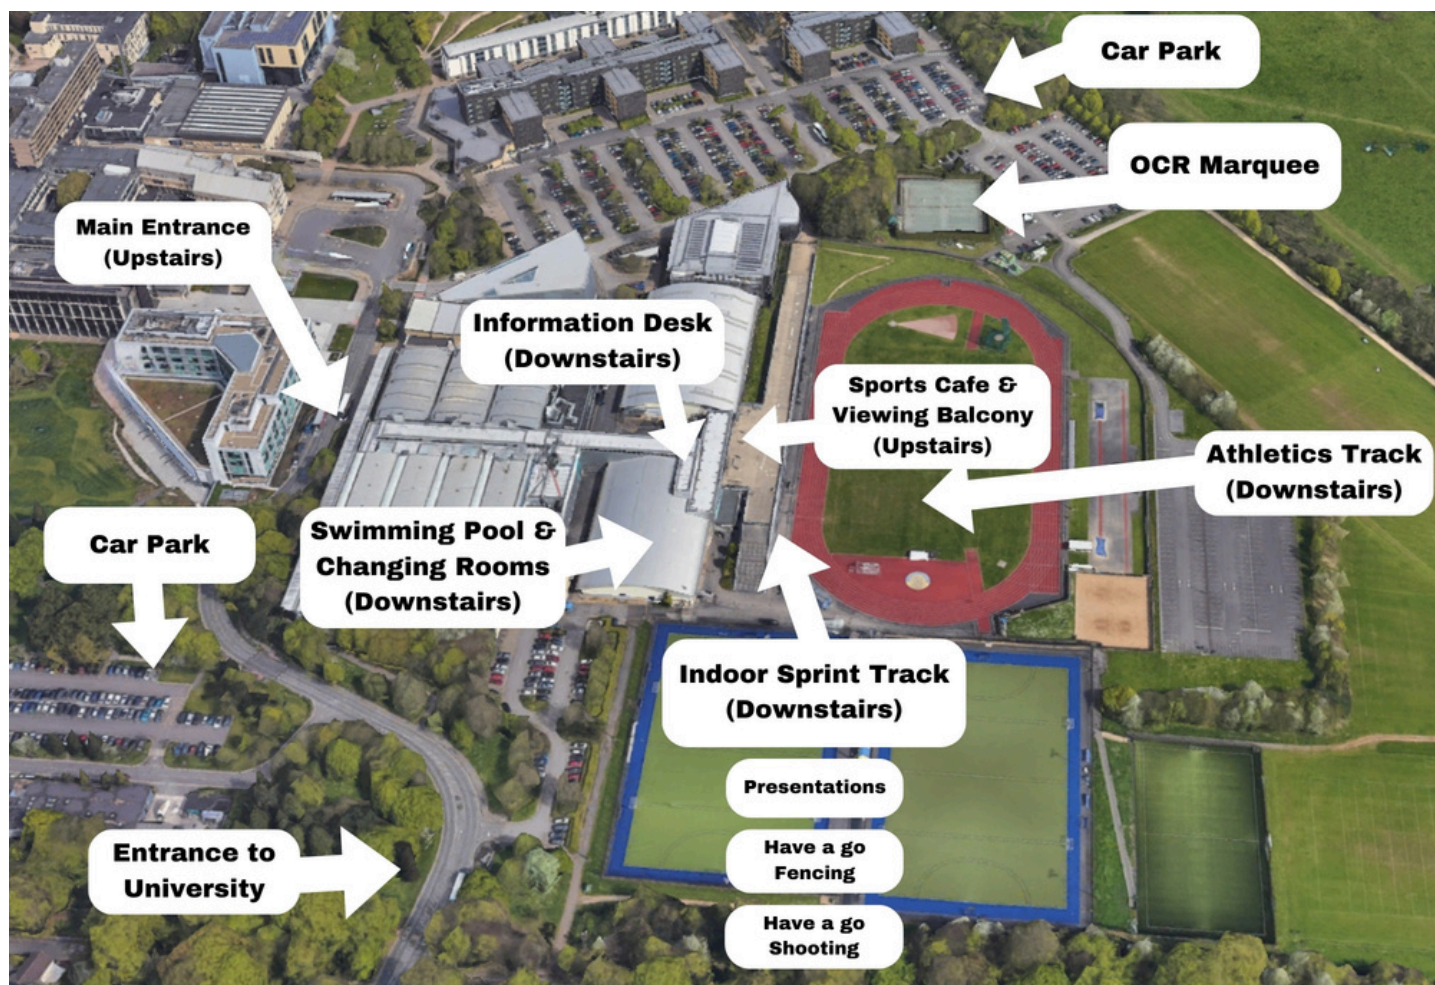 Car Park
OCR Marquee
Main Entrance
(Upstairs)
Information Desk
(Downstairs)
Sports Cafe &
Viewing Balcony
(Upstairs)
Athletics Track
(Downstairs)
Car Park
Swimming Pool &
Changing Rooms
(Downstairs)
Indoor Sprint Track
(Downstairs)
Presentations
Have a go
Fencing
Have a go
Shooting
Entrance to
University